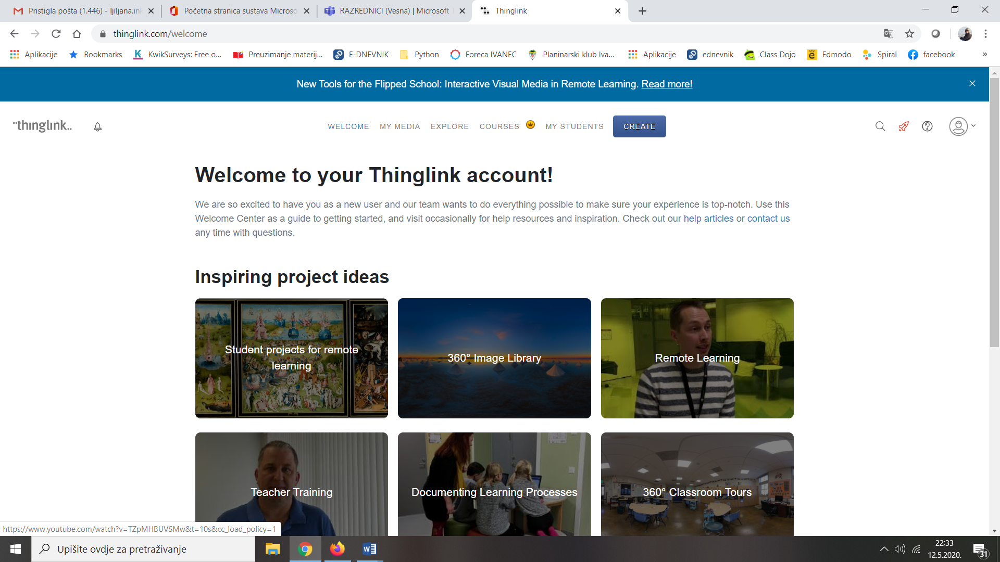 Pristigla pošta (1.446) - ljiljana.ink
Početna stranica sustava Microso
RAZREDNICI (Vesna) | Microsoft T
Thinglink
thinglink.com/welcome
Aplikacije
Bookmarks
KwikSurveys: Free o...
Preuzimanje materij...
E-DNEVNIK
Python
Foreca IVANEC
Planinarski klub Iva...
Aplikacije
ednevnik
Class Dojo
Edmodo
Spiral
facebook
»
New Tools for the Flipped School: Interactive Visual Media in Remote Learning. Read more!
thinglink..
WELCOME
MY MEDIA
EXPLORE
COURSES
MY STUDENTS
CREATE
Welcome to your Thinglink account!
We are so excited to have you as a new user and our team wants to do everything possible to make sure your experience is top-notch. Use this
Welcome Center as a guide to getting started, and visit occasionally for help resources and inspiration. Check out our help articles or contact us
any time with questions.
Inspiring project ideas
Student projects for remote
learning
360° Image Library
Remote Learning
Teacher Training
Documenting Learning Processes
360° Classroom Tours
https://www.youtube.com/watch?v=TZpMHBUVSMw&t=10s&cc_load_policy=1
Upišite ovdje za pretraživanje
22:33
12.5.2020.
31